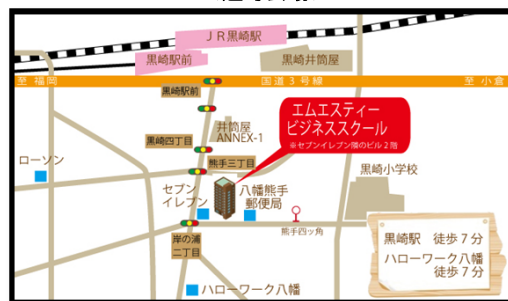 JR黒崎駅
黒崎駅前
黒崎井筒屋
至 福岡
国道3号線
至 小倉
黒崎駅前
井筒屋
ANNEX-1
エムエスティー
ビジネススクール
※セブンイレブン隣のビル2階
黒崎四丁目
熊手三丁目
ローソン
黒崎小学校
セブン
イレブン
八幡熊手
郵便局
熊手四ッ角
岸の浦
二丁目
黒崎駅 徒歩7分
ハローワーク八幡
徒歩7分
ハローワーク八幡